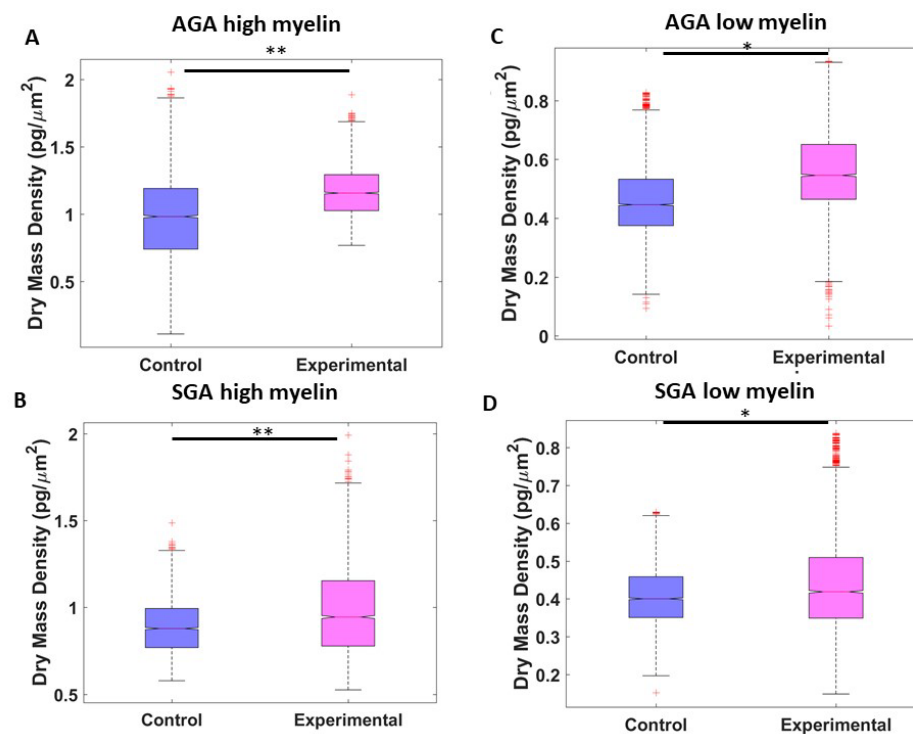 A
AGA high myelin
**
Dry Mass Density (pg/μm²)
2
1.5
1
0.5
Control
Experimental
C
AGA low myelin
*
Dry Mass Density (pg/μm²)
0.8
0.6
0.4
0.2
0
Control
Experimental
B
SGA high myelin
**
Dry Mass Density (pg/μm²)
2
1.5
1
0.5
Control
Experimental
D
SGA low myelin
*
Dry Mass Density (pg/μm²)
0.8
0.7
0.6
0.5
0.4
0.3
0.2
Control
Experimental